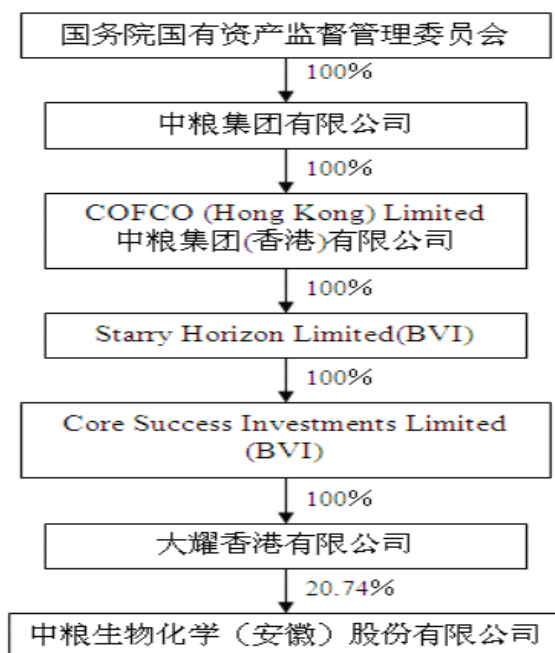 国务院国有资产监督管理委员会
100%
中粮集团有限公司
100%
COFCO (Hong Kong) Limited
中粮集团(香港)有限公司
100%
Starry Horizon Limited(BVI)
100%
Core Success Investments Limited
(BVI)
100%
大耀香港有限公司
20.74%
中粮生物化学（安徽）股份有限公司